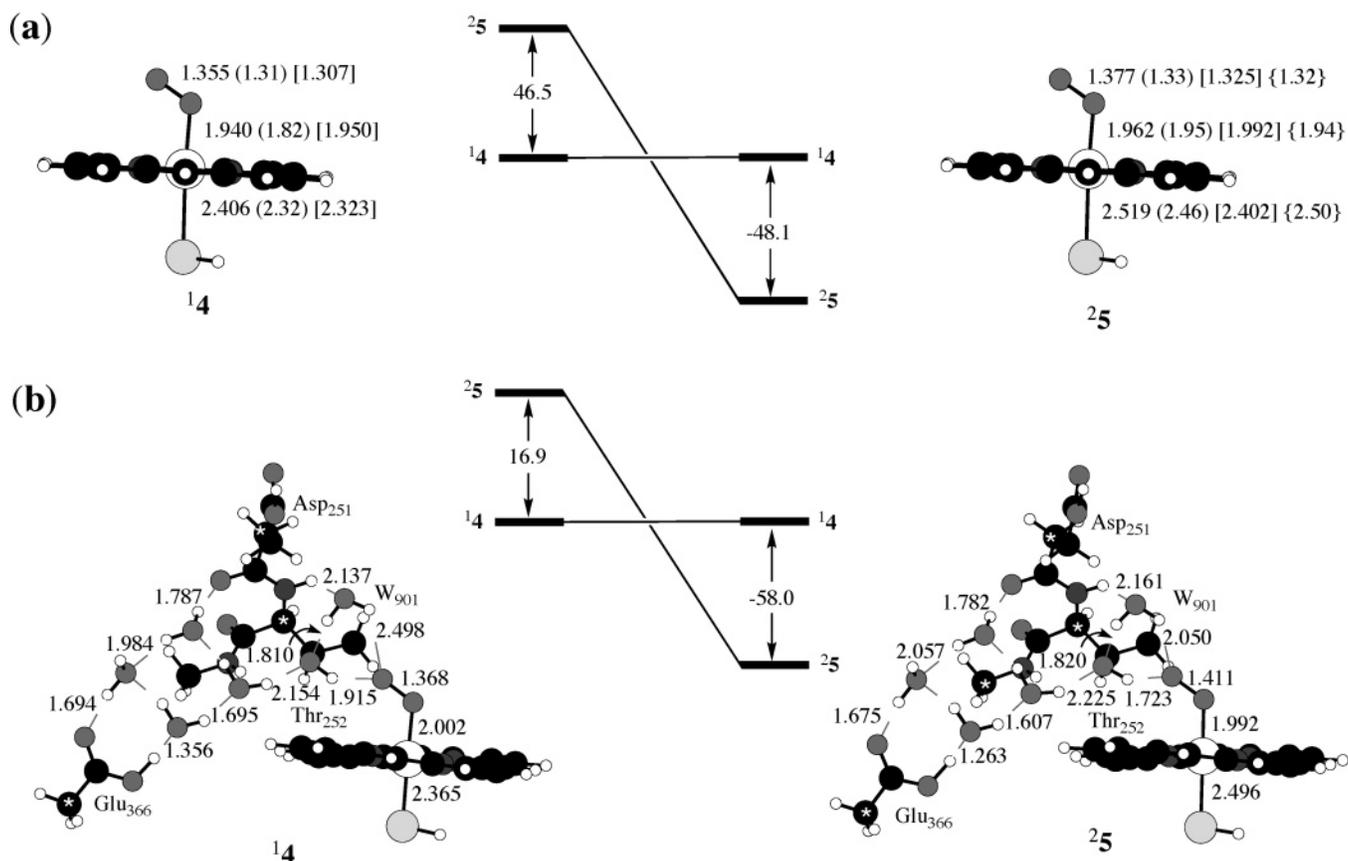 (a)
²5
46.5
¹4
¹4
-48.1
²5
1.355 (1.31) [1.307]
1.940 (1.82) [1.950]
2.406 (2.32) [2.323]
¹4
1.377 (1.33) [1.325] {1.32}
1.962 (1.95) [1.992] {1.94}
2.519 (2.46) [2.402] {2.50}
²5
(b)
²5
16.9
¹4
¹4
-58.0
²5
Asp₂₅₁
2.137
W₉₀₁
1.787
2.498
1.984
1.810
1.368
2.154
1.915
1.694
1.695
Thr₂₅₂
2.002
1.356
2.365
Glu₃₆₆
¹4
Asp₂₅₁
2.161
W₉₀₁
1.782
2.050
2.057
1.820
1.411
2.225
1.723
1.675
1.607
Thr₂₅₂
1.992
1.263
2.496
Glu₃₆₆
²5